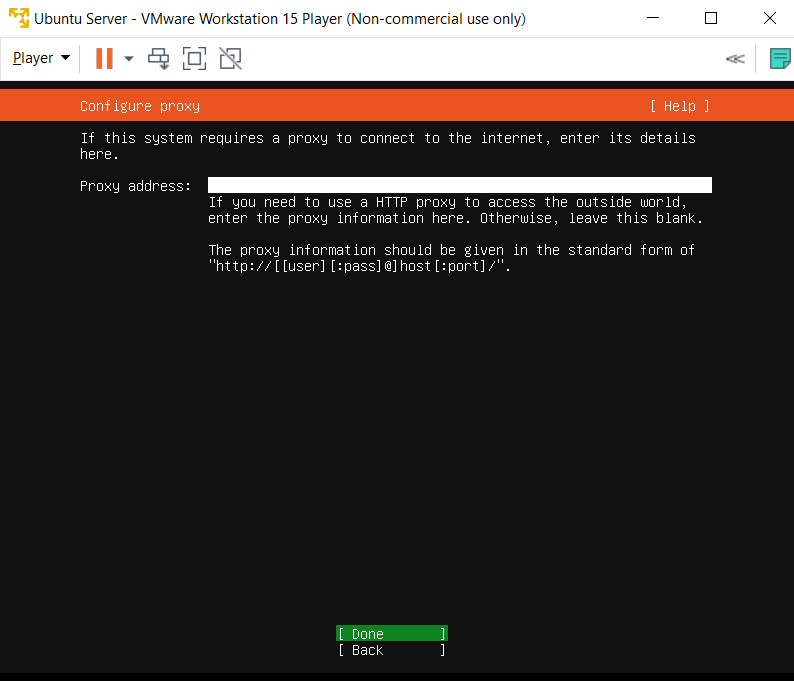 Ubuntu Server - VMware Workstation 15 Player (Non-commercial use only)
Player
Configure proxy [ Help ]
If this system requires a proxy to connect to the internet, enter its details
here.
Proxy address:
If you need to use a HTTP proxy to access the outside world,
enter the proxy information here. Otherwise, leave this blank.
The proxy information should be given in the standard form of
"http://[[user][:pass]@]host[:port]/".
[ Done ]
[ Back ]